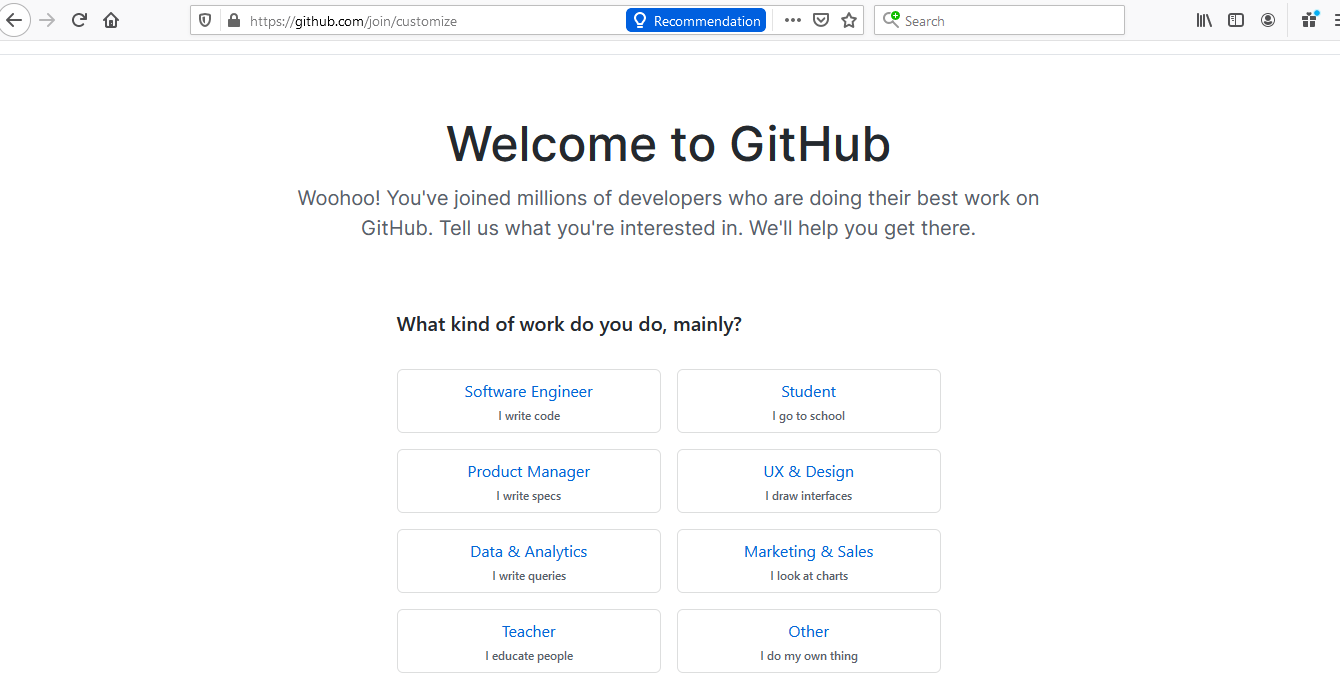 https://github.com/join/customize
Recommendation
Search
Welcome to GitHub
Woohoo! You've joined millions of developers who are doing their best work on
GitHub. Tell us what you're interested in. We'll help you get there.
What kind of work do you do, mainly?
Software Engineer
I write code
Student
I go to school
Product Manager
I write specs
UX & Design
I draw interfaces
Data & Analytics
I write queries
Marketing & Sales
I look at charts
Teacher
I educate people
Other
I do my own thing